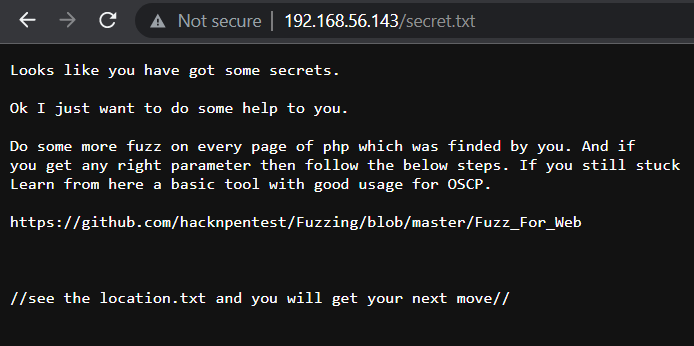 Not secure | 192.168.56.143/secret.txt
Looks like you have got some secrets.
Ok I just want to do some help to you.
Do some more fuzz on every page of php which was finded by you. And if
you get any right parameter then follow the below steps. If you still stuck
Learn from here a basic tool with good usage for OSCP.
https://github.com/hacknpentest/Fuzzing/blob/master/Fuzz_For_Web
//see the location.txt and you will get your next move//